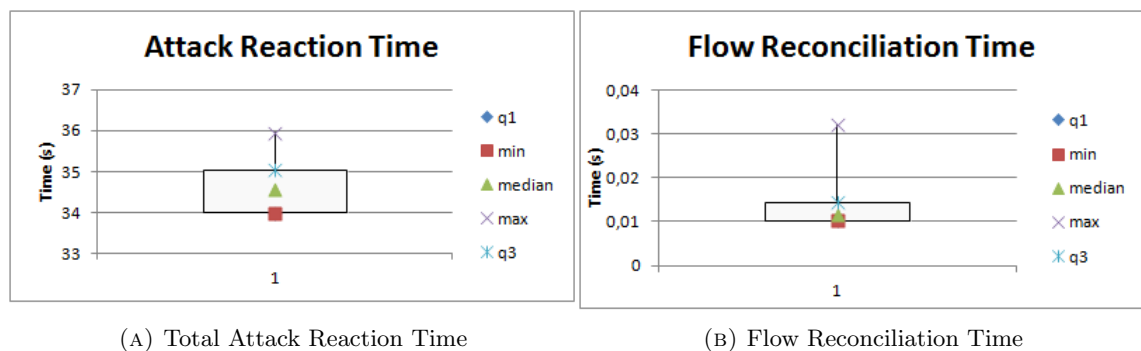 Attack Reaction Time
37
36
35
34
33
Time (s)
1
q1
min
median
max
q3
Flow Reconciliation Time
0,04
0,03
0,02
0,01
0
Time (s)
1
q1
min
median
max
q3
(A) Total Attack Reaction Time
(B) Flow Reconciliation Time